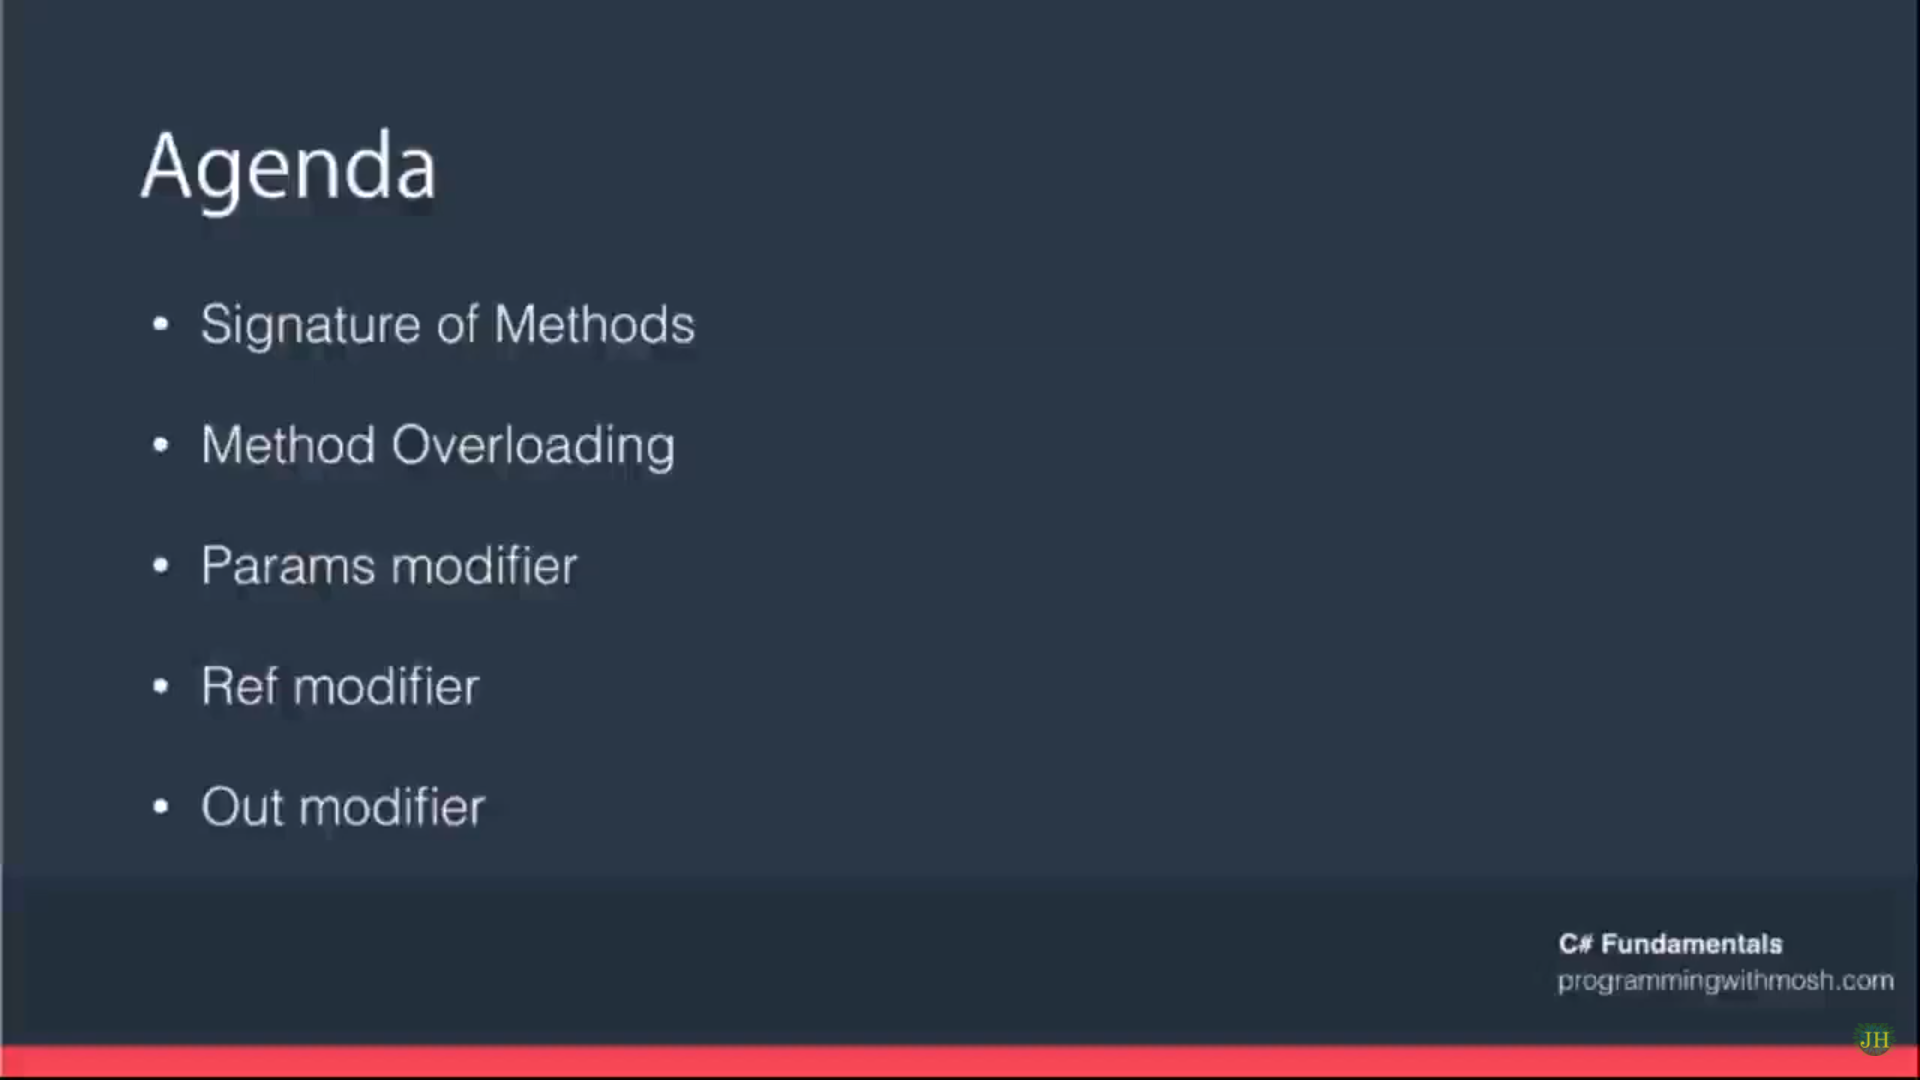 Agenda
• Signature of Methods
• Method Overloading
• Params modifier
• Ref modifier
• Out modifier
C# Fundamentals
programmingwithmosh.com
JH